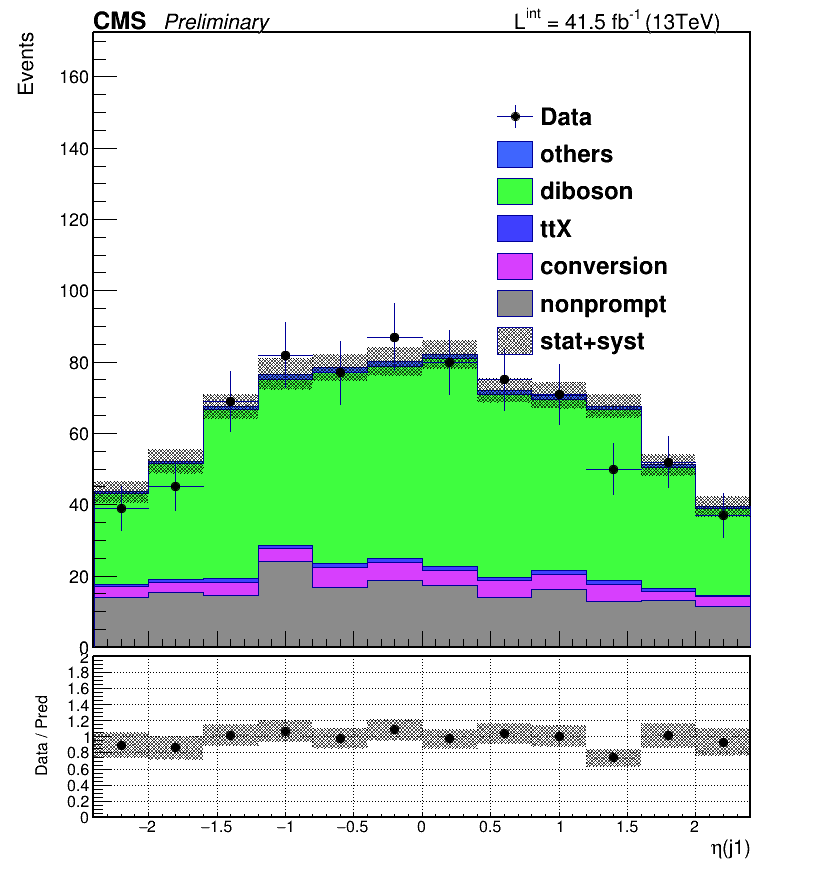 CMS Preliminary L^int = 41.5 fb^-1 (13TeV)
Events
160
140
120
100
80
60
40
20
0
Data
others
diboson
ttX
conversion
nonprompt
stat+syst
Data / Pred
2
1.8
1.6
1.4
1.2
1
0.8
0.6
0.4
0.2
0
−2 −1.5 −1 −0.5 0 0.5 1 1.5 2
η(j1)